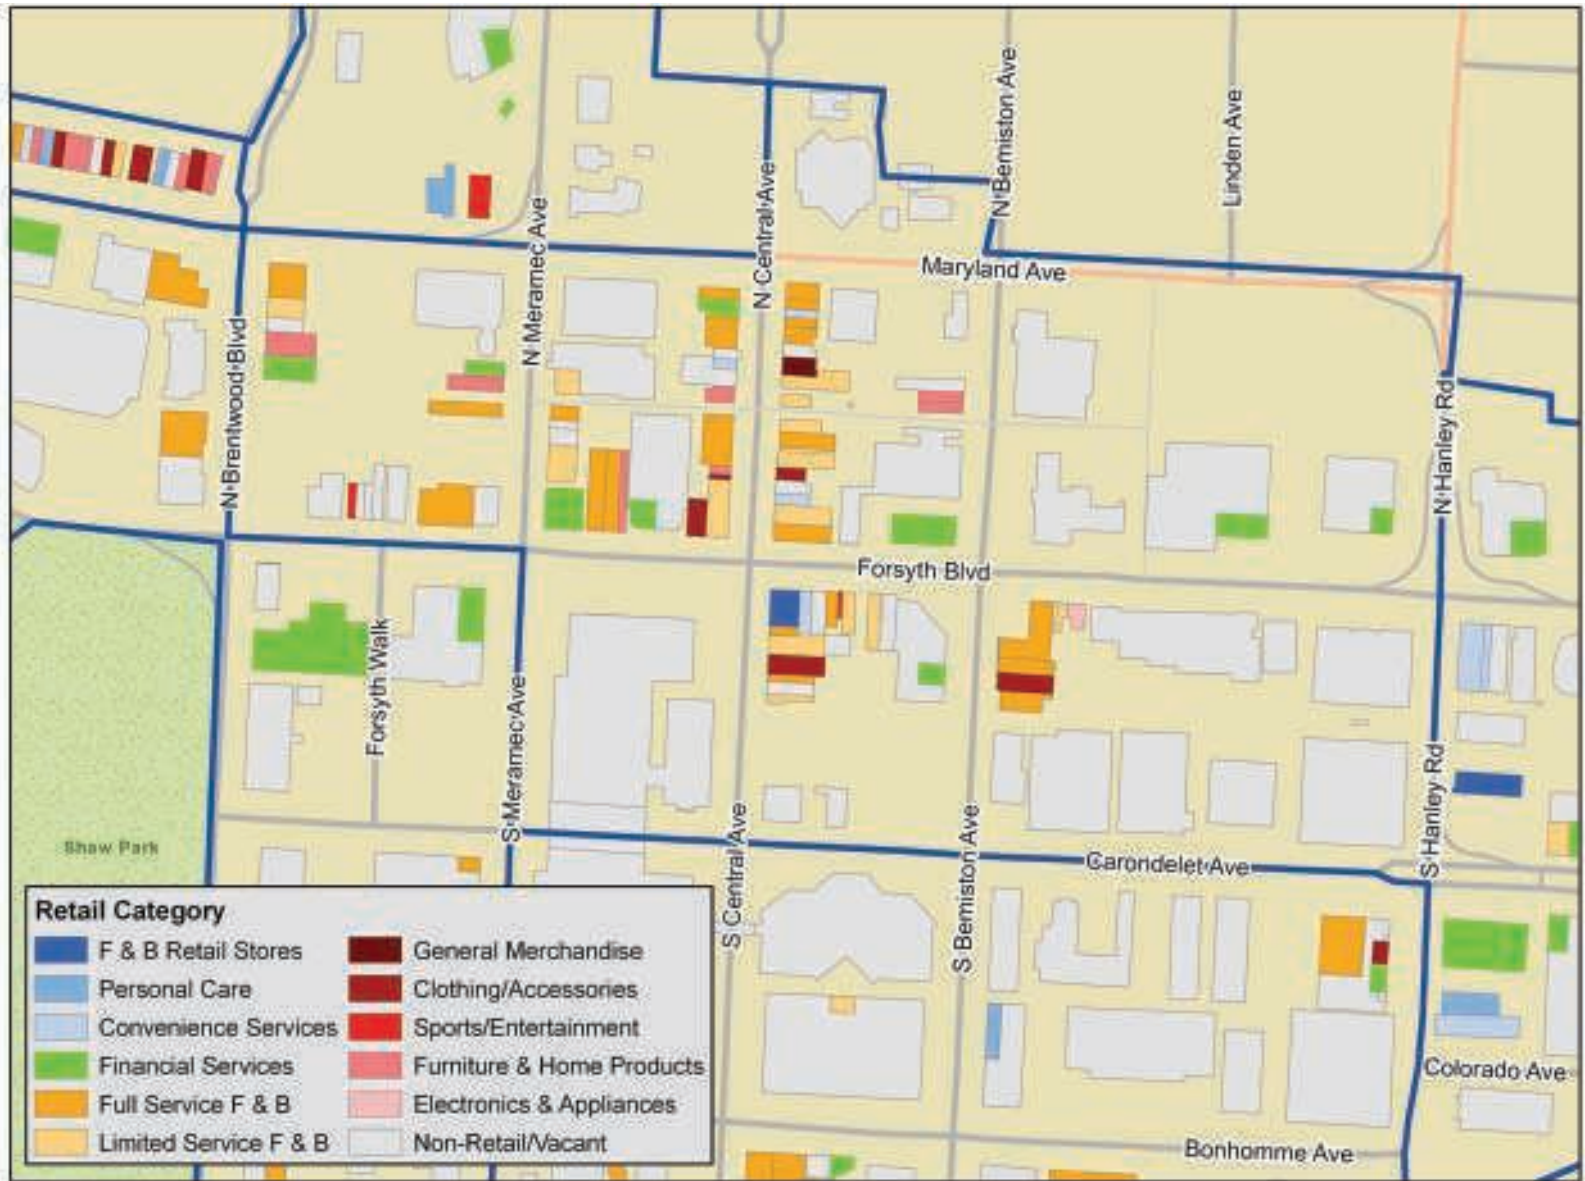 N Bemiston Ave
Linden Ave
N Central Ave
N Meramec Ave
Maryland Ave
N Brentwood Blvd
N Hanley Rd
Forsyth Blvd
Forsyth Walk
S Meramec Ave
S Hanley Rd
S Central Ave
S Bemiston Ave
Shaw Park
Carondelet Ave
Retail Category
F & B Retail Stores
Personal Care
Convenience Services
Financial Services
Full Service F & B
Limited Service F & B
General Merchandise
Clothing/Accessories
Sports/Entertainment
Furniture & Home Products
Electronics & Appliances
Non-Retail/Vacant
Colorado Ave
Bonhomme Ave